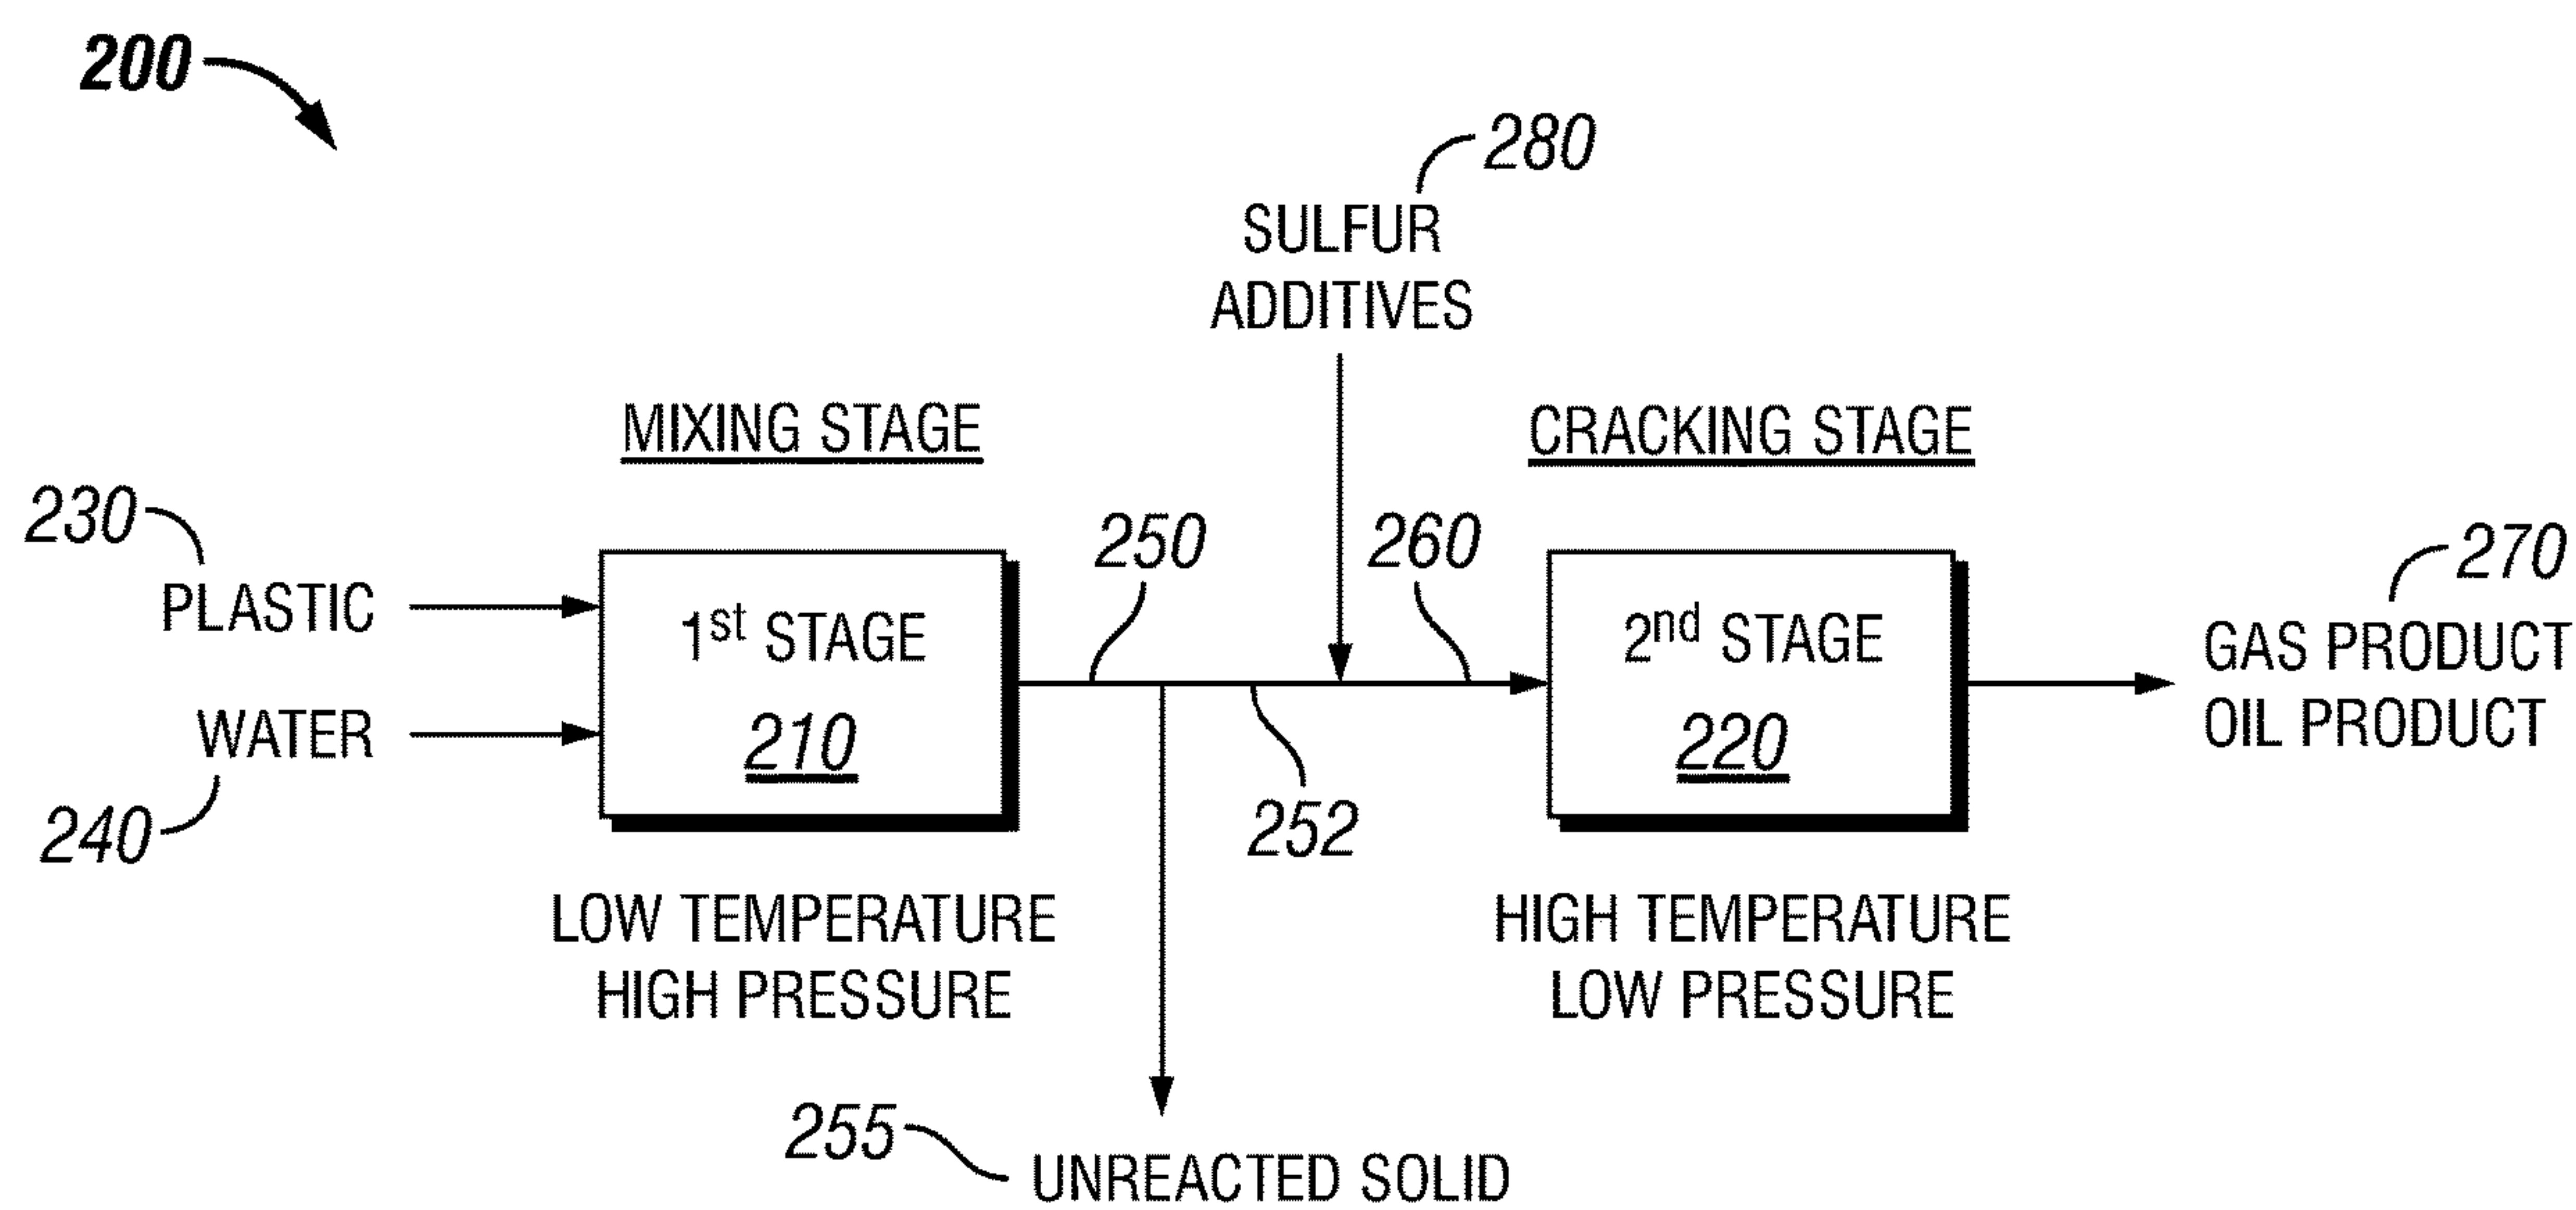 200
280
SULFUR
ADDITIVES
MIXING STAGE
CRACKING STAGE
230
PLASTIC
WATER
240
1st STAGE
210
250
252
260
2nd STAGE
220
270
GAS PRODUCT
OIL PRODUCT
LOW TEMPERATURE
HIGH PRESSURE
HIGH TEMPERATURE
LOW PRESSURE
255
UNREACTED SOLID